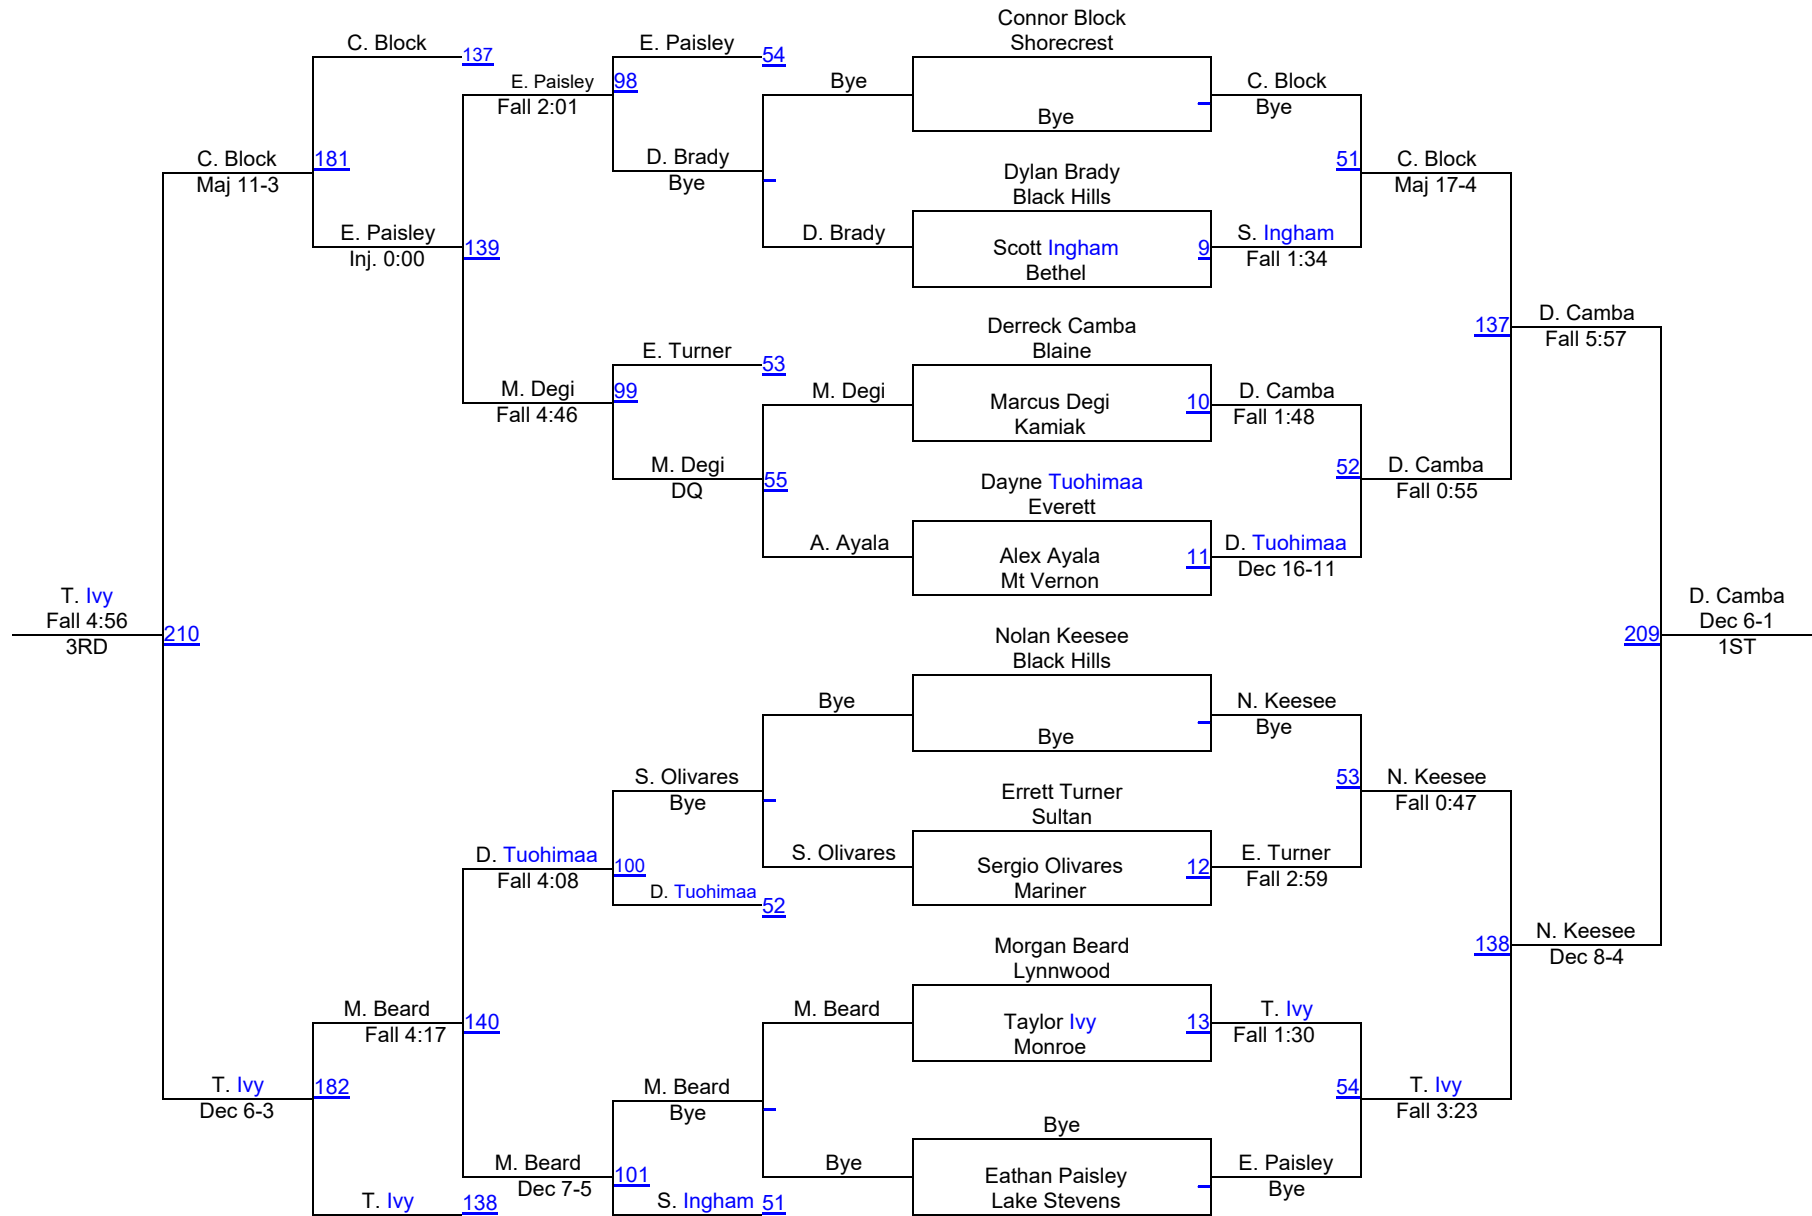 Connor Block
Shorecrest
Bye
Dylan Brady
Black Hills
Scott Ingham
9
Bethel
Derreck Camba
Blaine
Marcus Degi
10
Kamiak
Dayne Tuohimaa
Everett
Alex Ayala
11
Mt Vernon
Nolan Keesee
Black Hills
Bye
Errett Turner
Sultan
Sergio Olivares
12
Mariner
Morgan Beard
Lynnwood
Taylor Ivy
13
Monroe
Bye
Eathan Paisley
Lake Stevens
C. Block
Bye
S. Ingham
Fall 1:34
D. Camba
Fall 1:48
D. Tuohimaa
Dec 16-11
N. Keesee
Bye
E. Turner
Fall 2:59
T. Ivy
Fall 1:30
E. Paisley
Bye
51
C. Block
Maj 17-4
52
D. Camba
Fall 0:55
53
N. Keesee
Fall 0:47
54
T. Ivy
Fall 3:23
137
D. Camba
Fall 5:57
138
N. Keesee
Dec 8-4
209
D. Camba
Dec 6-1
1ST
Bye
D. Brady
M. Degi
A. Ayala
Bye
S. Olivares
M. Beard
Bye
E. Paisley
54
D. Brady
Bye
E. Turner
53
M. Degi
DQ
55
S. Olivares
Bye
D. Tuohimaa
52
M. Beard
Bye
S. Ingham
51
E. Paisley
98
Fall 2:01
M. Degi
99
Fall 4:46
D. Tuohimaa
100
Fall 4:08
M. Beard
101
Dec 7-5
C. Block
137
E. Paisley
139
Inj. 0:00
M. Beard
140
Fall 4:17
T. Ivy
138
C. Block
181
Maj 11-3
T. Ivy
182
Dec 6-3
T. Ivy
Fall 4:56
210
3RD